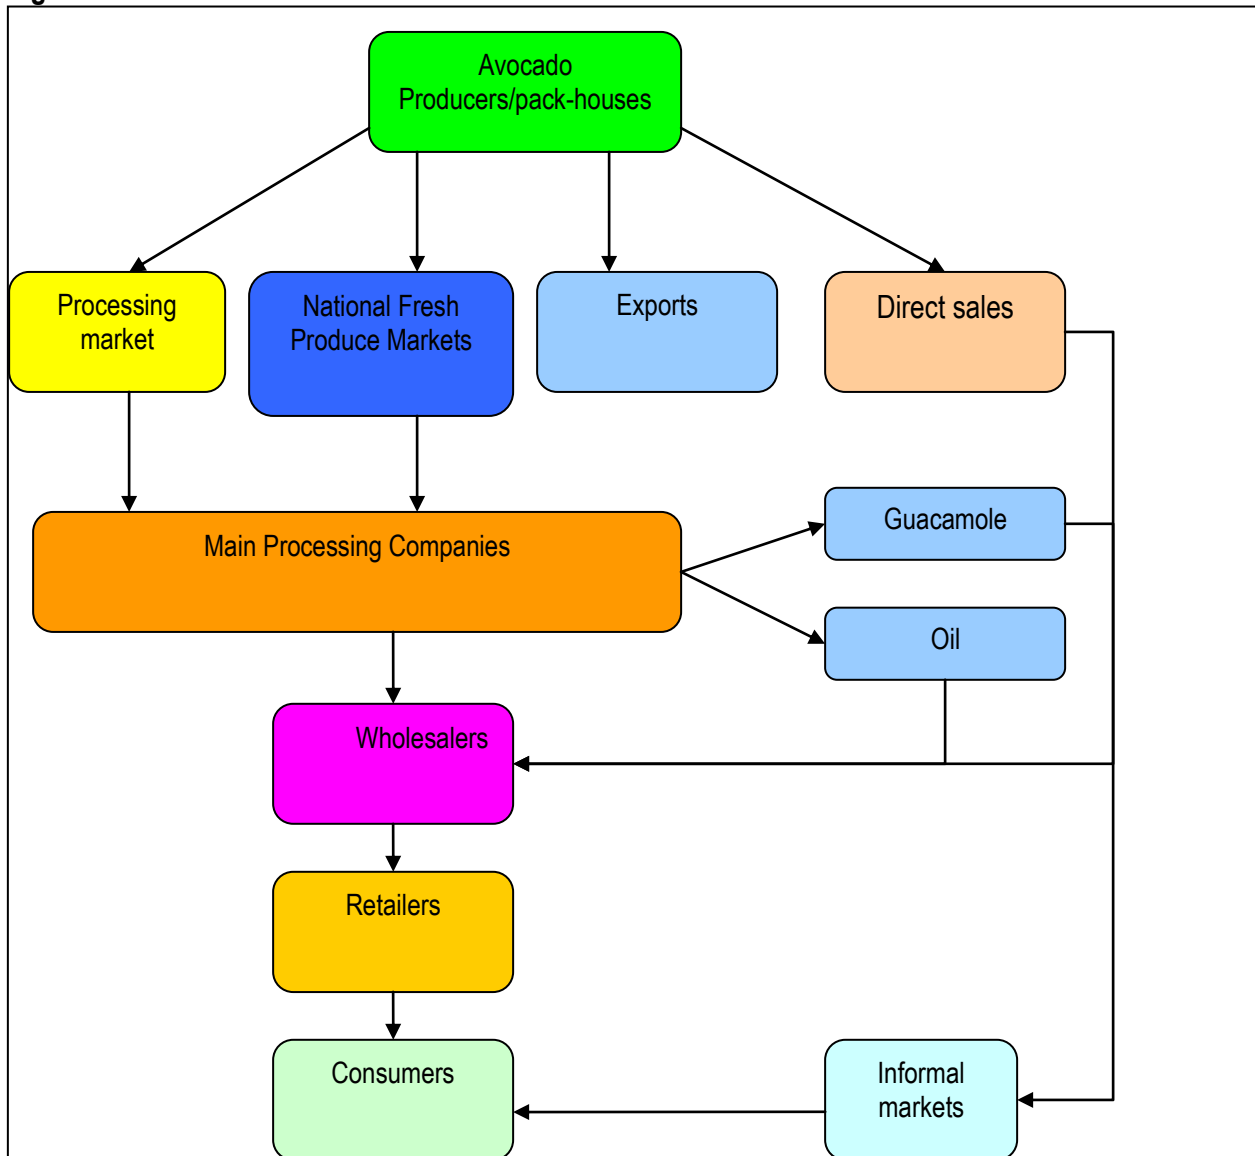 Avocado
Producers/pack-houses
Processing
market
National Fresh
Produce Markets
Exports
Direct sales
Guacamole
Main Processing Companies
Oil
Wholesalers
Retailers
Consumers
Informal
markets